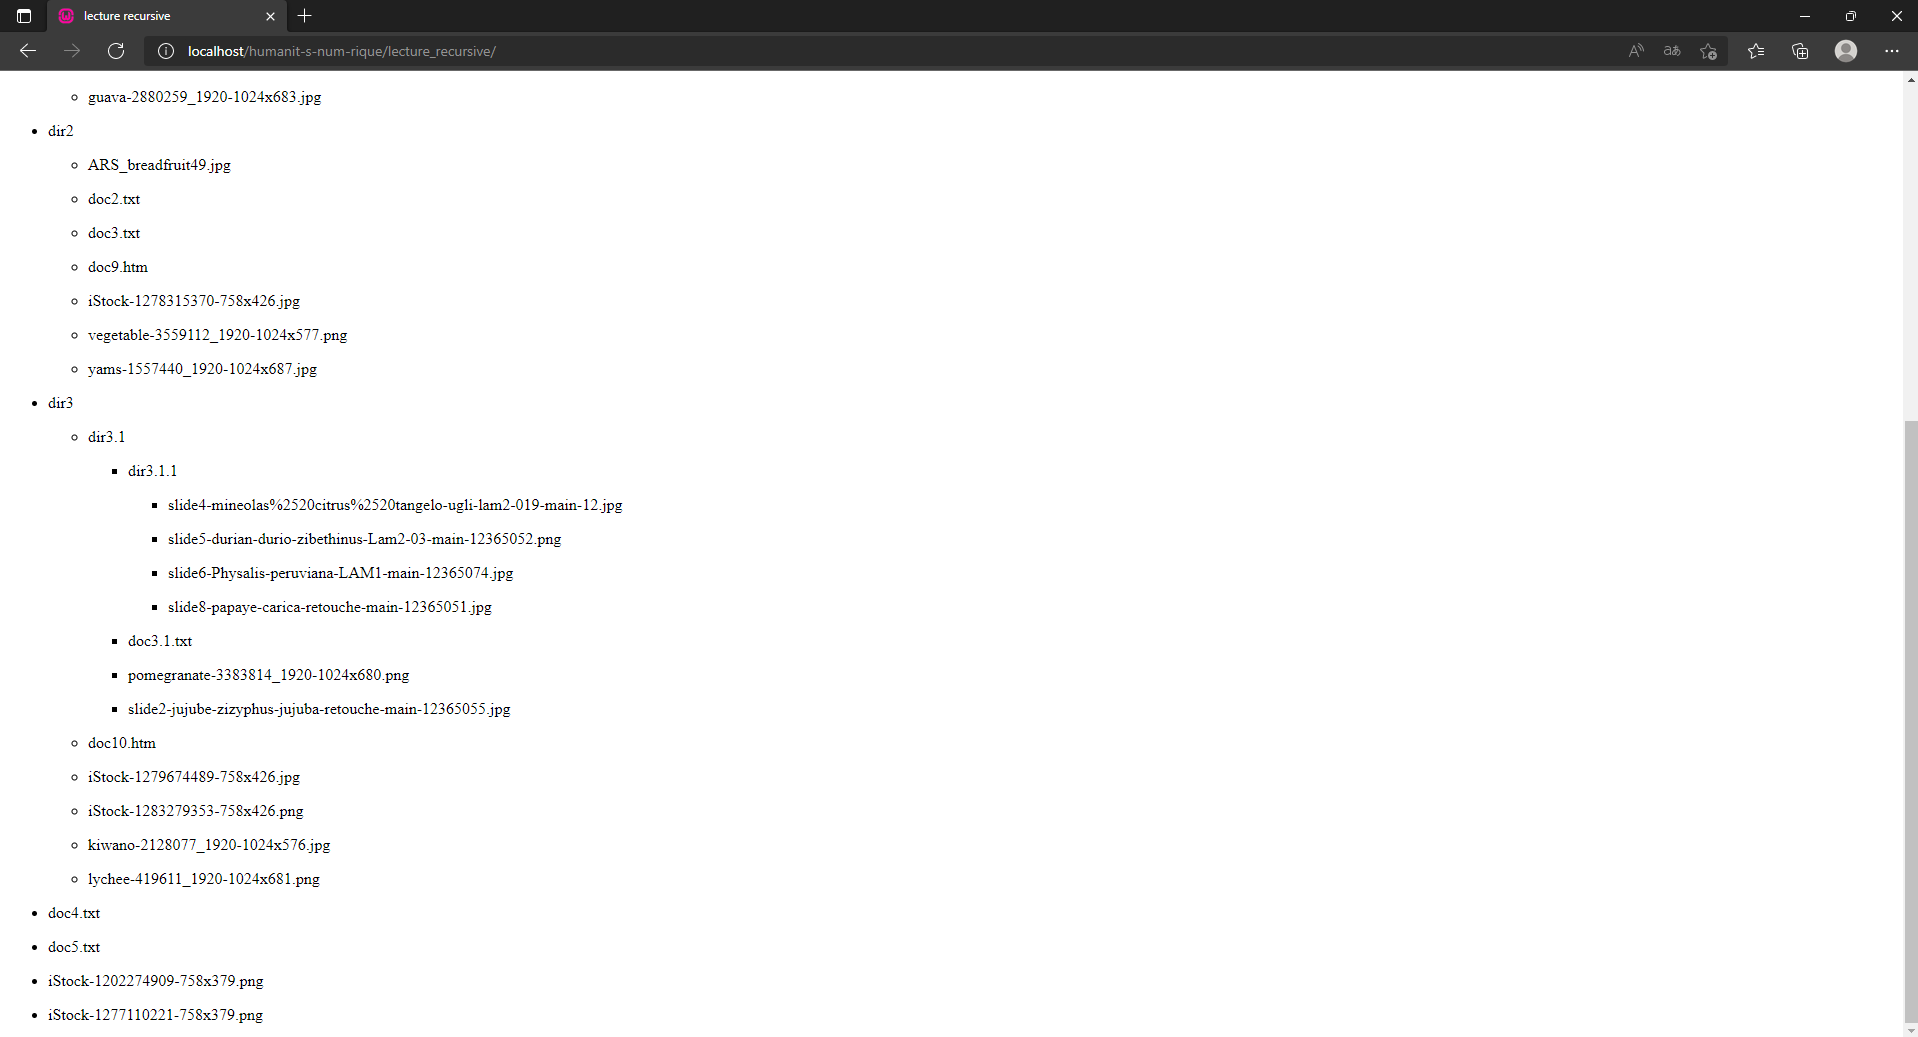 lecture recursive
localhost/humanit-s-num-rique/lecture_recursive/
guava-2880259_1920-1024x683.jpg
dir2
ARS_breadfruit49.jpg
doc2.txt
doc3.txt
doc9.htm
iStock-1278315370-758x426.jpg
vegetable-3559112_1920-1024x577.png
yams-1557440_1920-1024x687.jpg
dir3
dir3.1
dir3.1.1
slide4-mineolas%2520citrus%2520tangelo-ugli-lam2-019-main-12.jpg
slide5-durian-durio-zibethinus-Lam2-03-main-12365052.png
slide6-Physalis-peruviana-LAM1-main-12365074.jpg
slide8-papaye-carica-retouche-main-12365051.jpg
doc3.1.txt
pomegranate-3383814_1920-1024x680.png
slide2-jujube-zizyphus-jujuba-retouche-main-12365055.jpg
doc10.htm
iStock-1279674489-758x426.jpg
iStock-1283279353-758x426.png
kiwano-2128077_1920-1024x576.jpg
lychee-419611_1920-1024x681.png
doc4.txt
doc5.txt
iStock-1202274909-758x379.png
iStock-1277110221-758x379.png